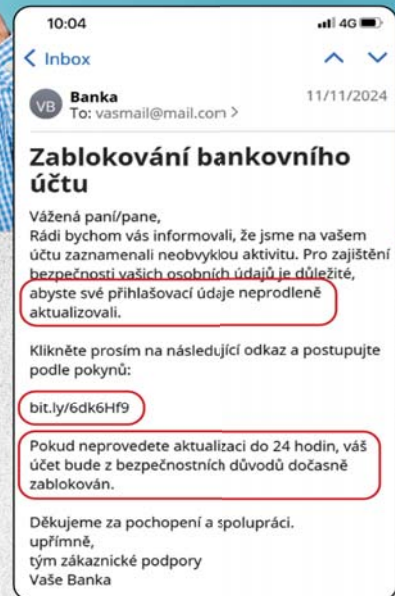 10:04
4G
Inbox
VB
Banka
11/11/2024
To: vasmail@mail.com >
Zablokování bankovního
účtu
Vážená paní/pane,
Rádi bychom vás informovali, že jsme na vašem
účtu zaznamenali neobvyklou aktivitu. Pro zajištění
bezpečnosti vašich osobních údajů je důležité,
abyste své přihlašovací údaje neprodleně
aktualizovali.
Klikněte prosím na následující odkaz a postupujte
podle pokynů:
bit.ly/6dk6Hf9
Pokud neprovedete aktualizaci do 24 hodin, váš
účet bude z bezpečnostních důvodů dočasně
zablokován.
Děkujeme za pochopení a spolupráci.
upřímně,
tým zákaznické podpory
Vaše Banka